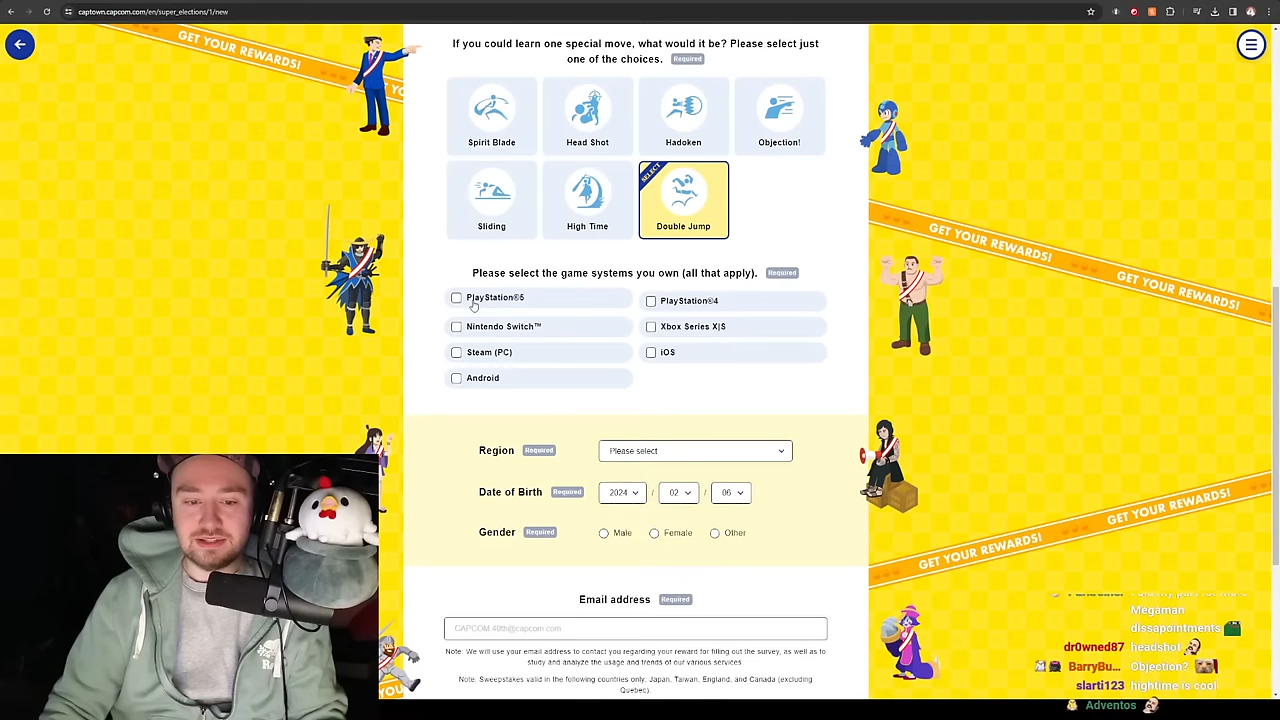 captown.capcom.com/en/super_elections/1/new
GET YOUR REWARDS!
If you could learn one special move, what would it be? Please select just
one of the choices. Required
Spirit Blade
Head Shot
Hadoken
Objection!
SELECT
Sliding
High Time
Double Jump
GET YOUR REWARDS!
GET YOUR REWARDS!
Please select the game systems you own (all that apply). Required
PlayStation®5
PlayStation®4
Nintendo Switch™
Xbox Series X|S
Steam (PC)
iOS
Android
Region Required
Please select
Date of Birth Required
2024 / 02 / 06
Gender Required
Male
Female
Other
GET YOUR REWARDS!
GET YOUR REWARDS!
Email address Required
CAPCOM.40th@capcom.com
Note: We will use your email address to contact you regarding your reward for filling out the survey, as well as to
study and analyze the usage and trends of our various services
Note: Sweepstakes valid in the following countries only: Japan, Taiwan, England, and Canada (excluding
Quebec).
Megaman
dissapointments
dr0wned87 headshot
BarryBu... Objection?
slarti123 hightime is cool
Adventos